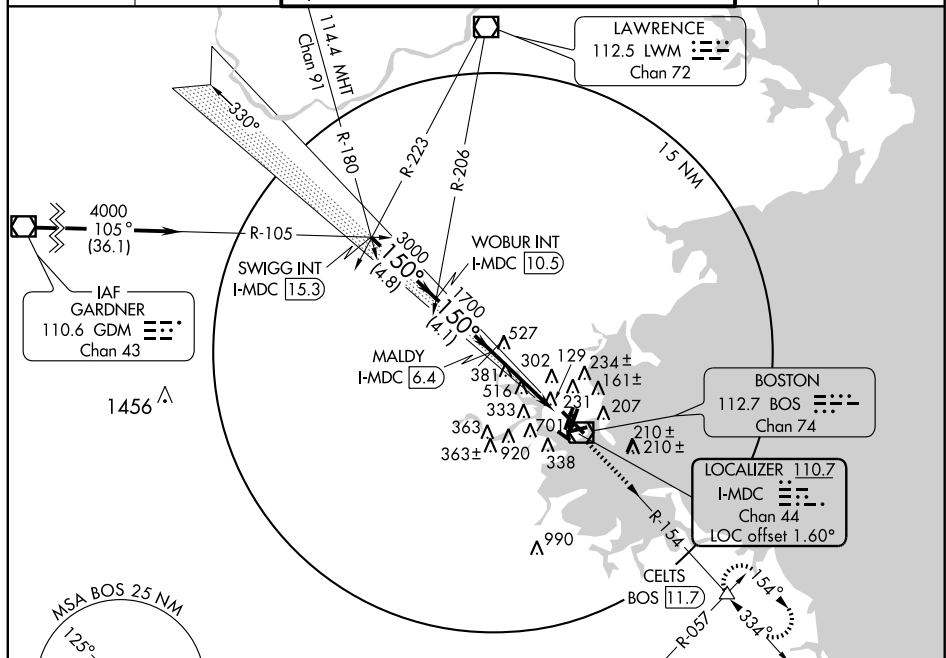 LAWRENCE
112.5 LWM
Chan 72
114.4 MHT
Chan 91
R-180
R-223
R-206
15 NM
330°
4000
105°
(36.1)
R-105
IAF
GARDNER
110.6 GDM
Chan 43
SWIGG INT
I-MDC 15.3
3000
150°
(4.8)
WOBUR INT
I-MDC 10.5
1700
150°
(4.1)
MALDY
I-MDC 6.4
527
381
302
129
234±
516
161±
231
333
207
363
701
363±
920
338
210±
210±
1456
990
BOSTON
112.7 BOS
Chan 74
LOCALIZER 110.7
I-MDC
Chan 44
LOC offset 1.60°
R-154
CELTS
BOS 11.7
154°
334°
R-057
MSA BOS 25 NM
125°